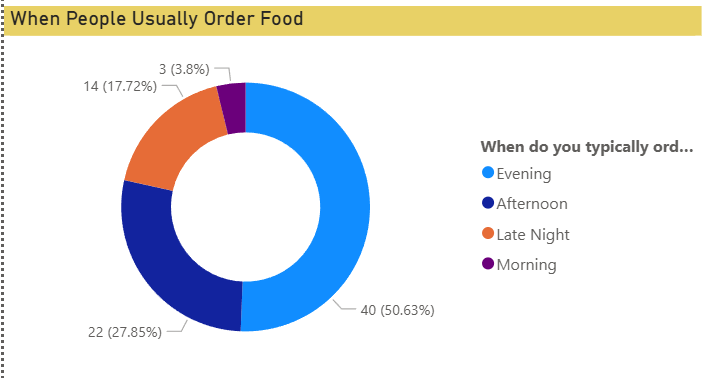 When People Usually Order Food
3 (3.8%)
14 (17.72%)
22 (27.85%)
40 (50.63%)
When do you typically ord...
Evening
Afternoon
Late Night
Morning